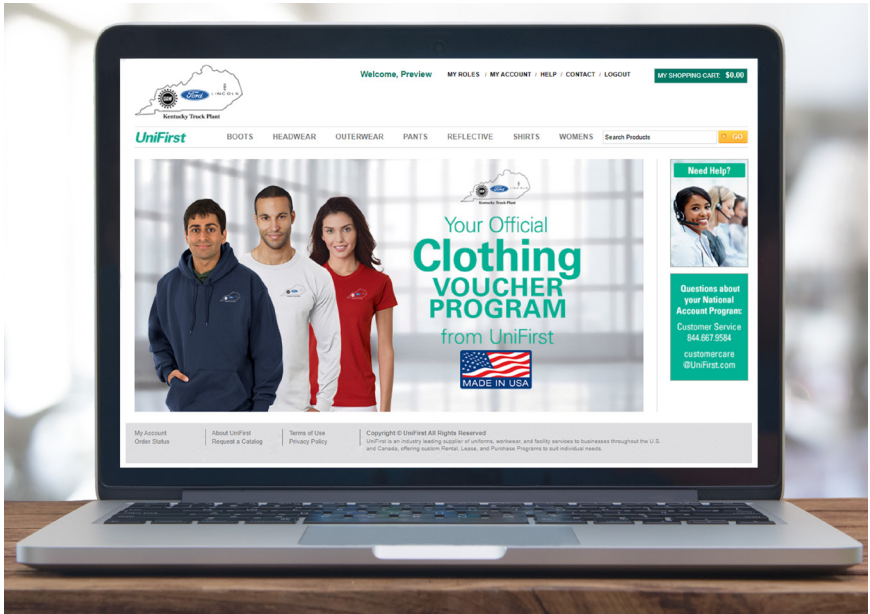 Ford
LINCOLN
Kentucky Truck Plant
Welcome, Preview
MY ROLES / MY ACCOUNT / HELP / CONTACT / LOGOUT
MY SHOPPING CART: $0.00
UniFirst
BOOTS
HEADWEAR
OUTERWEAR
PANTS
REFLECTIVE
SHIRTS
WOMENS
Search Products
GO
Kentucky Truck Plant
Your Official
Clothing
VOUCHER
PROGRAM
from UniFirst
MADE IN USA
Need Help?
Questions about
your National
Account Program:
Customer Service
844.667.9584
customercare
@UniFirst.com
My Account
Order Status
About UniFirst
Request a Catalog
Terms of Use
Privacy Policy
Copyright © UniFirst All Rights Reserved
UniFirst is an industry leading supplier of uniforms, workwear, and facility services to businesses throughout the U.S.
and Canada, offering custom Rental, Lease, and Purchase Programs to suit individual needs.